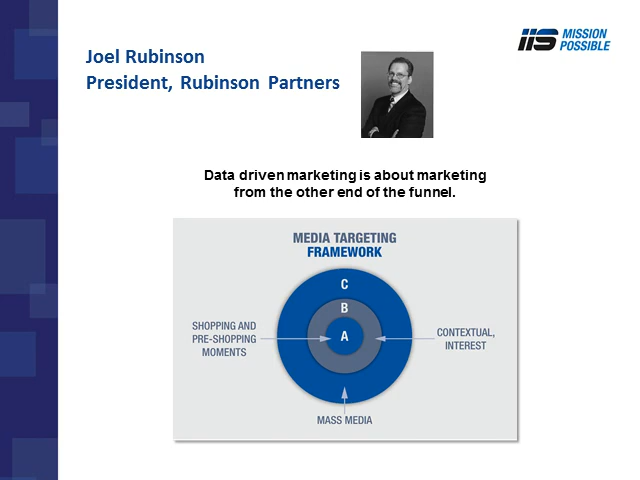 IIS MISSION
POSSIBLE
Joel Rubinson
President, Rubinson Partners
Data driven marketing is about marketing
from the other end of the funnel.
MEDIA TARGETING
FRAMEWORK
C
B
A
SHOPPING AND
PRE-SHOPPING
MOMENTS
CONTEXTUAL,
INTEREST
MASS MEDIA